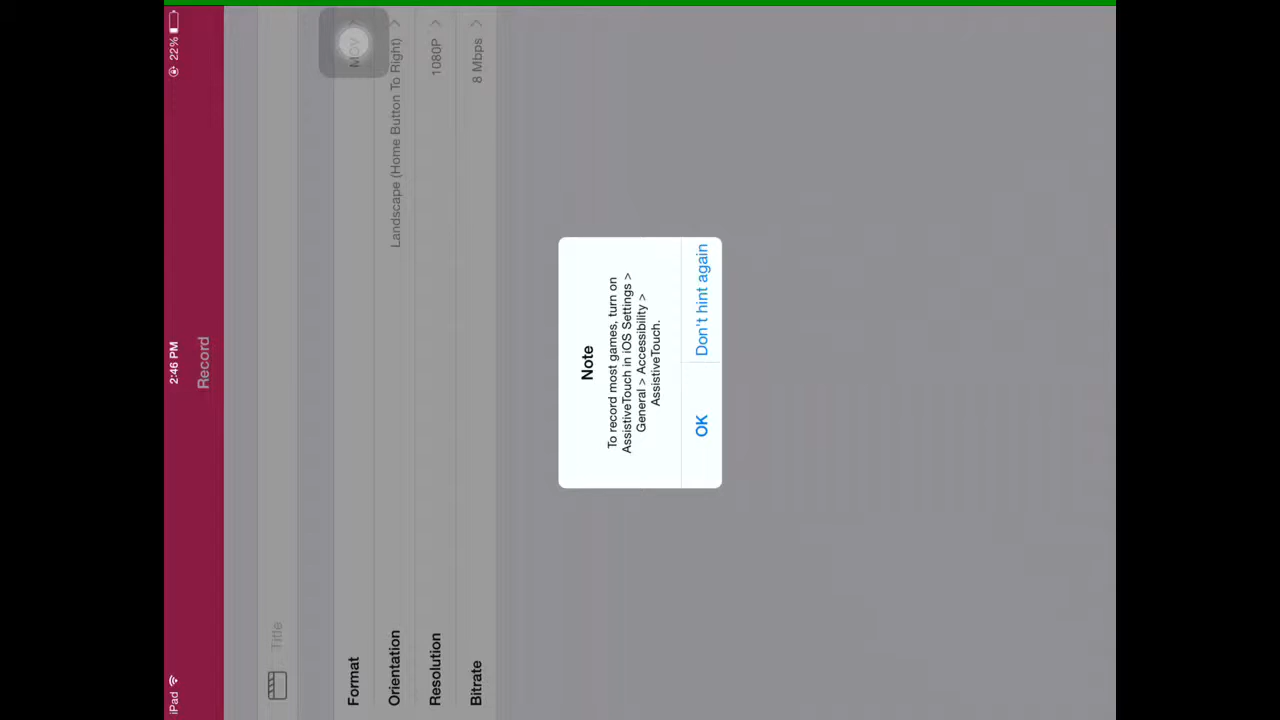 iPad
2:46 PM
22%
Record
Title
Format
MOV
Orientation
Landscape (Home Button To Right)
Resolution
1080P
Bitrate
8 Mbps
Note
To record most games, turn on
AssistiveTouch in iOS Settings >
General > Accessibility >
AssistiveTouch.
OK
Don't hint again